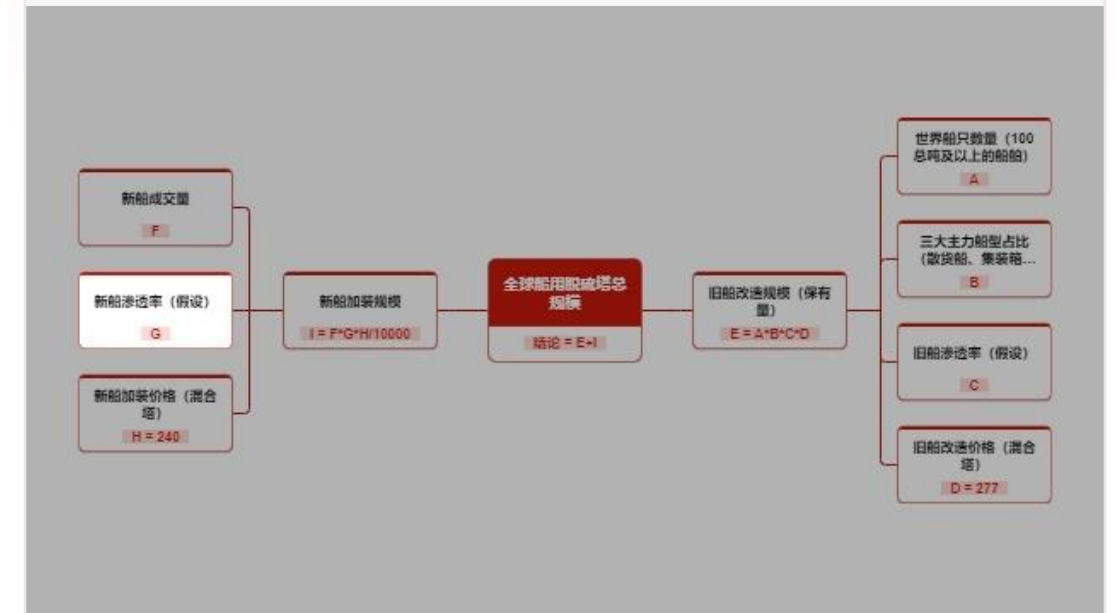 新船成交量
F
新船渗透率（假设）
G
新船加装价格（混合
塔）
H = 240
新船加装规模
I = F*G*H/10000
全球船用脱硫塔总
规模
结论 = E+I
旧船改造规模（保有
量）
E = A*B*C*D
世界船只数量（100
总吨及以上的船舶）
A
三大主力船型占比
（散货船、集装箱...
B
旧船渗透率（假设）
C
旧船改造价格（混合
塔）
D = 277